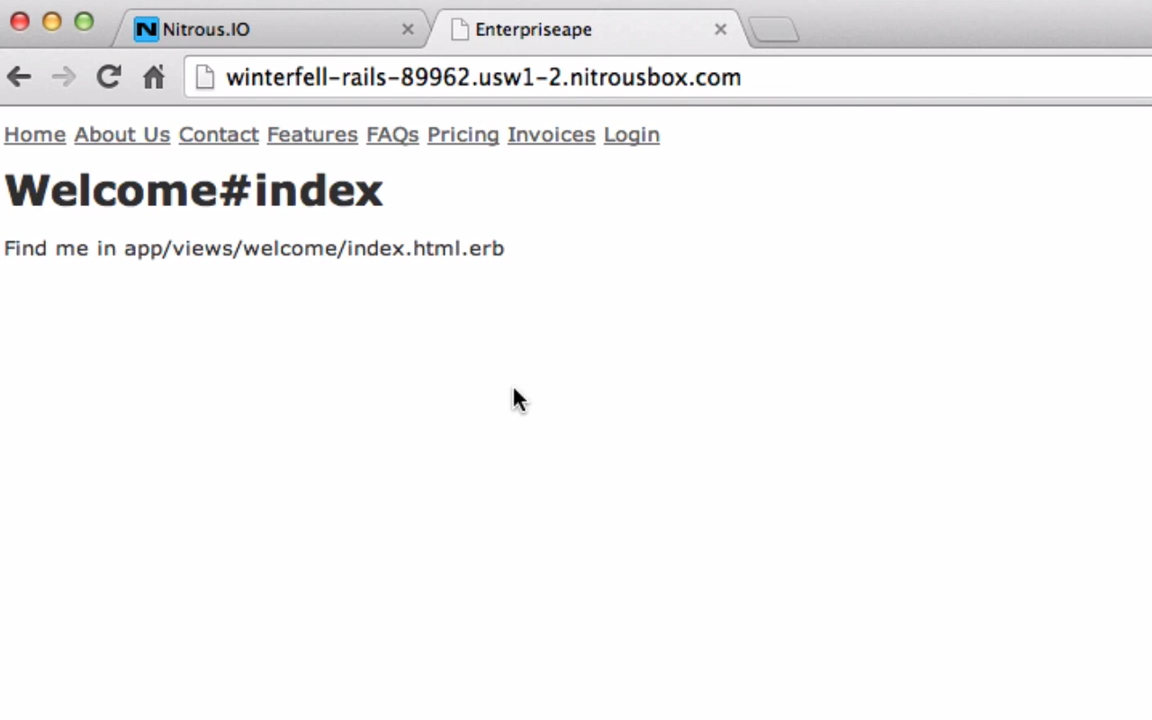 Nitrous.IO
Enterpriseape
winterfell-rails-89962.usw1-2.nitrousbox.com
Home About Us Contact Features FAQs Pricing Invoices Login
Welcome#index
Find me in app/views/welcome/index.html.erb